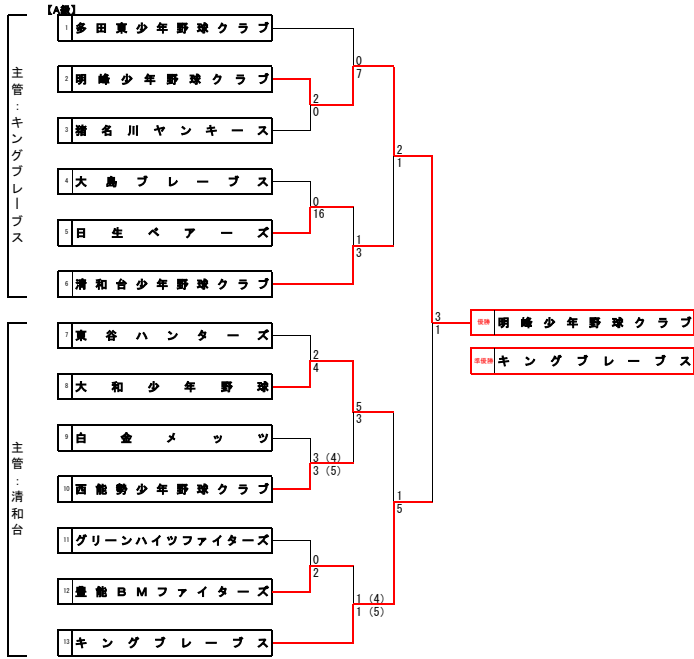 【A級】
主管：キングブレーブス
1 多田東少年野球クラブ
2 明峰少年野球クラブ
3 猪名川ヤンキース
4 大島ブレーブス
5 日生ベアーズ
6 清和台少年野球クラブ
主管：清和台
7 東谷ハンターズ
8 大和少年野球
9 白金メッツ
10 西能勢少年野球クラブ
11 グリーンハイツファイターズ
12 豊能BMファイターズ
13 キングブレーブス
2
0
0
16
2
4
3（4）
3（5）
0
2
0
7
1
3
5
3
1（4）
1（5）
2
1
1
5
3
1
優勝 明峰少年野球クラブ
準優勝 キングブレーブス